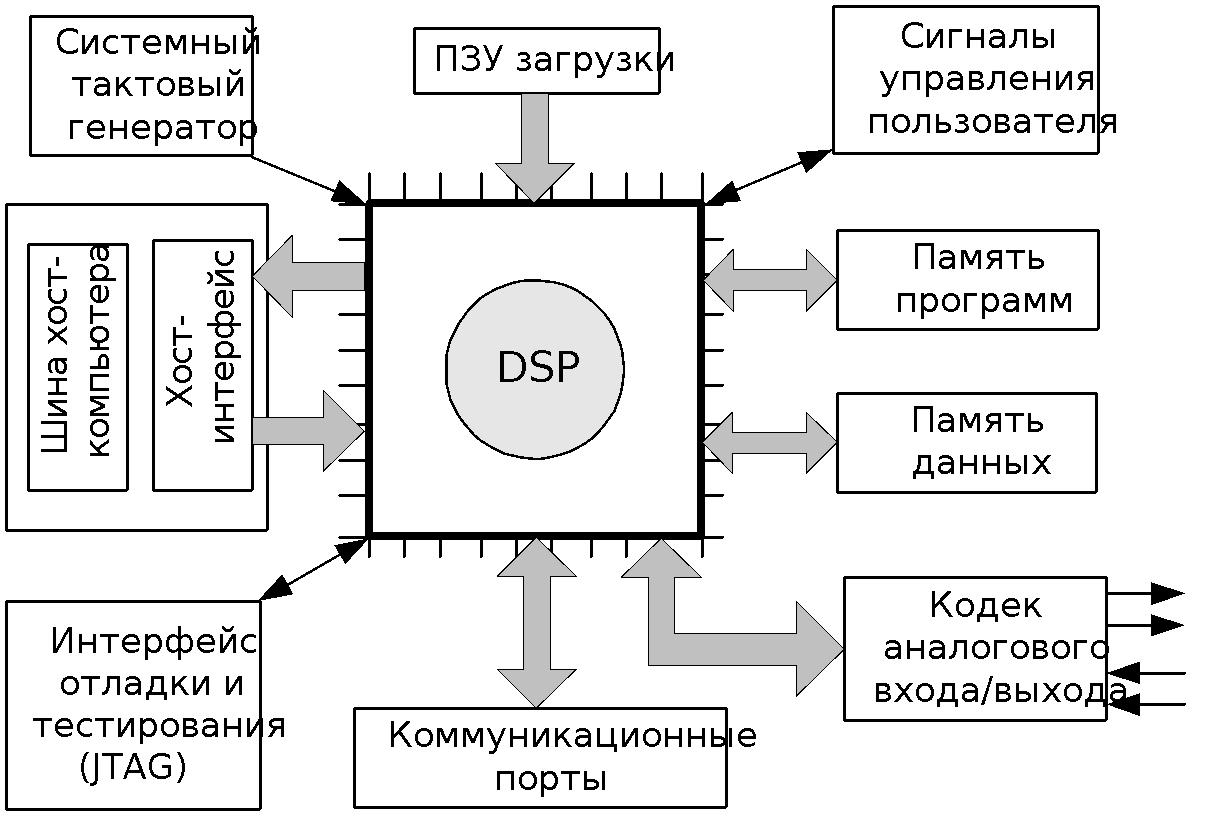 Системный
тактовый
генератор
ПЗУ загрузки
Сигналы
управления
пользователя
Шина хост-
компьютера
Хост-
интерфейс
DSP
Память
программ
Память
данных
Интерфейс
отладки и
тестирования
(JTAG)
Коммуникационные
порты
Кодек
аналогового
входа/выхода